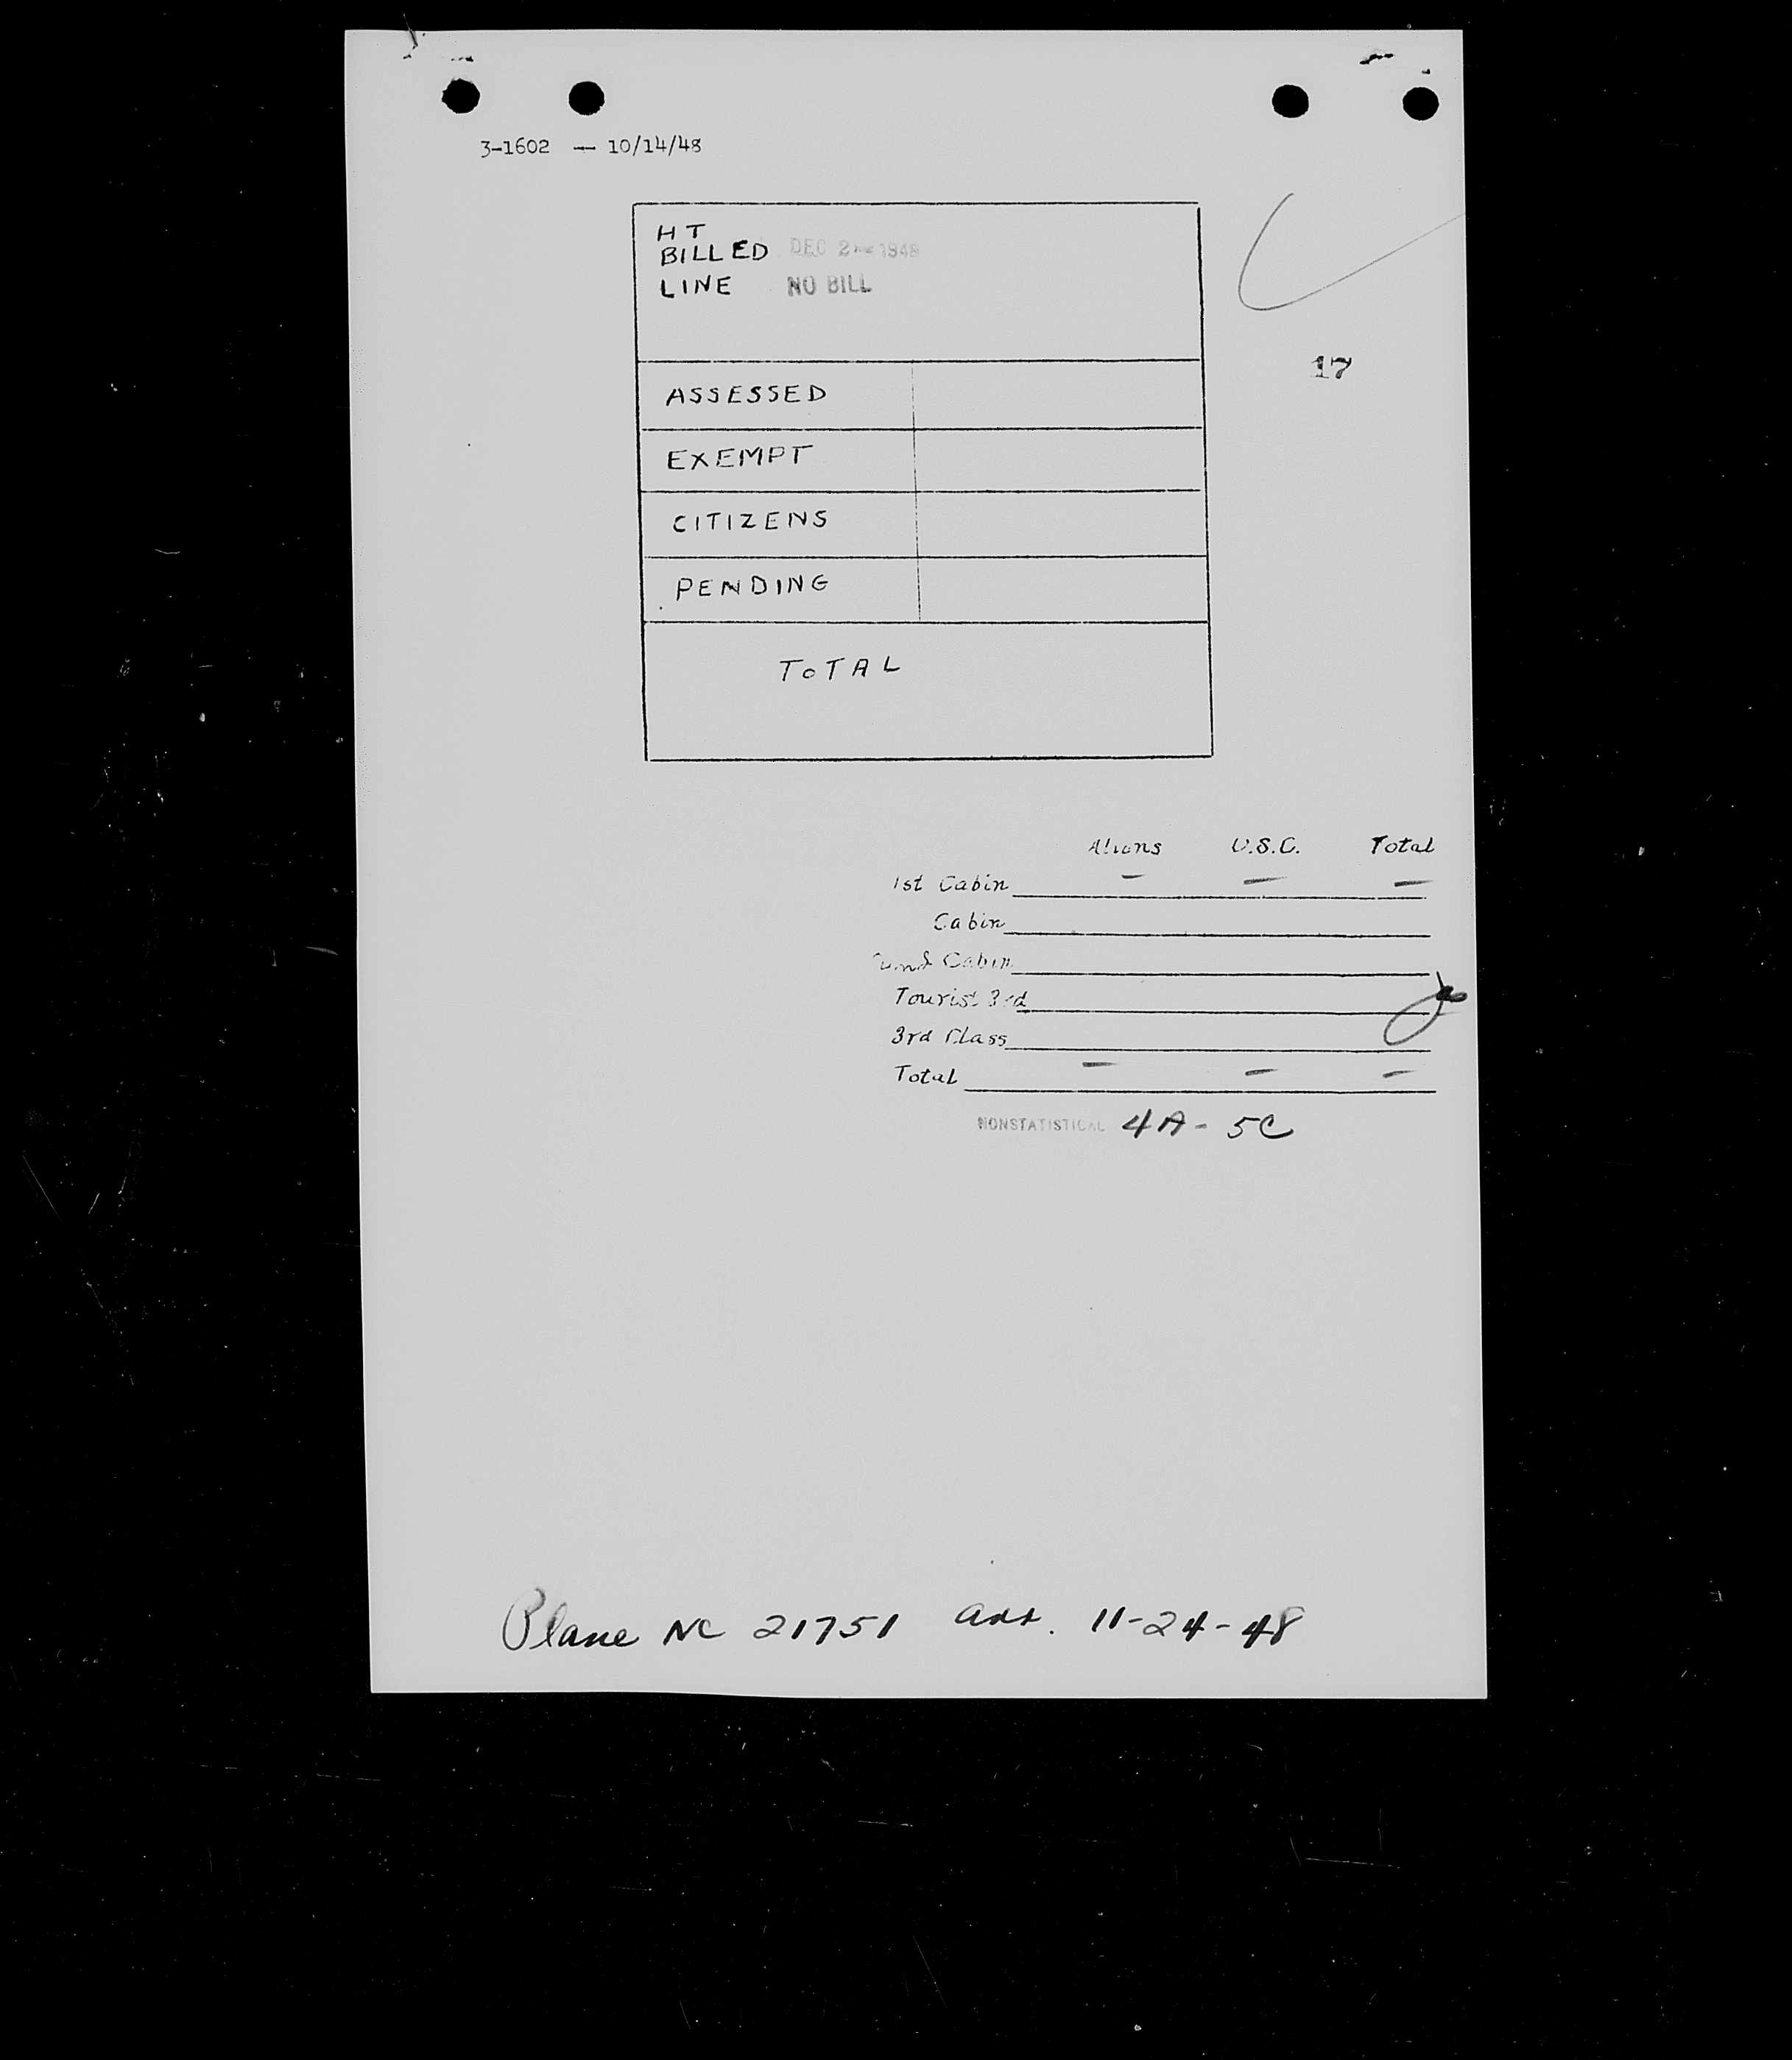 3-1602 — 10/14/48
HT
BILLED DEC 2 1948
LINE NO BILL
17
ASSESSED
EXEMPT
CITIZENS
PENDING
TOTAL
Aliens U.S.C. Total
1st Cabin — — —
Cabin
Cabin
Tourist 3rd
3rd Class
Total — — —
NONSTATISTICAL 4A - 5C
Plane NC 21751 arr. 11-24-48